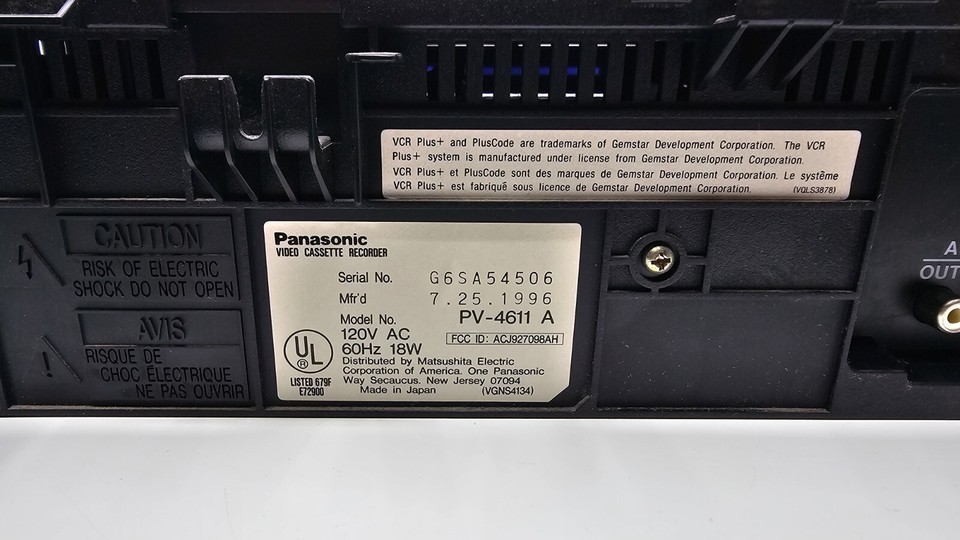 VCR Plus+ and PlusCode are trademarks of Gemstar Development Corporation. The VCR
Plus+ system is manufactured under license from Gemstar Development Corporation.
VCR Plus+ et PlusCode sont des marques de Gemstar Development Corporation. Le système
VCR Plus+ est fabriqué sous licence de Gemstar Development Corporation. (VQLS3878)
CAUTION
RISK OF ELECTRIC
SHOCK DO NOT OPEN
AVIS
RISQUE DE
CHOC ÉLECTRIQUE
NE PAS OUVRIR
Panasonic
VIDEO CASSETTE RECORDER
Serial No. G6SA54506
Mfr'd 7.25.1996
Model No. PV-4611 A
120V AC
60Hz 18W
FCC ID: ACJ927098AH
UL
®
LISTED 679F
E72900
Distributed by Matsushita Electric
Corporation of America. One Panasonic
Way Secaucus. New Jersey 07094
Made in Japan (VGNS4134)